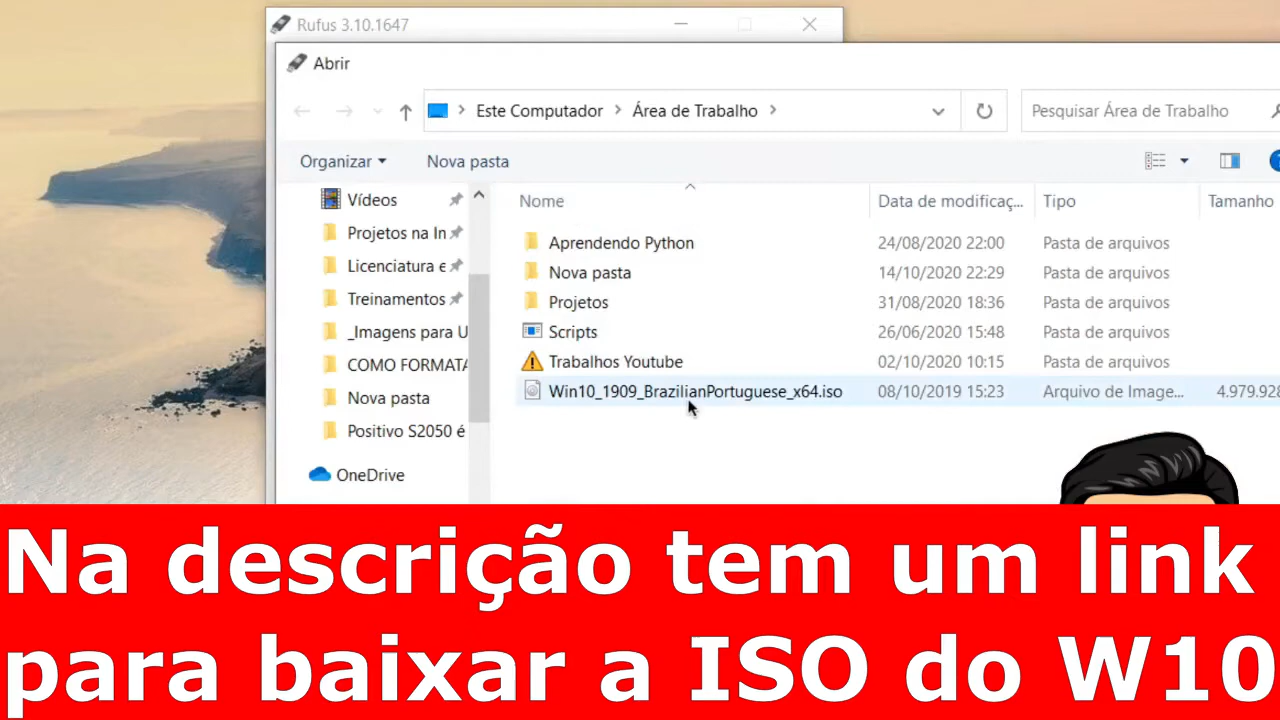 Rufus 3.10.1647
Abrir
Este Computador > Área de Trabalho >
Pesquisar Área de Trabalho
Organizar Nova pasta
Nome Data de modificaç... Tipo Tamanho
Vídeos
Projetos na In
Licenciatura e
Treinamentos
_Imagens para U
COMO FORMATA
Nova pasta
Positivo S2050 é
OneDrive
Aprendendo Python 24/08/2020 22:00 Pasta de arquivos
Nova pasta 14/10/2020 22:29 Pasta de arquivos
Projetos 31/08/2020 18:36 Pasta de arquivos
Scripts 26/06/2020 15:48 Pasta de arquivos
Trabalhos Youtube 02/10/2020 10:15 Pasta de arquivos
Win10_1909_BrazilianPortuguese_x64.iso 08/10/2019 15:23 Arquivo de Image... 4.979.928
Na descrição tem um link
para baixar a ISO do W10